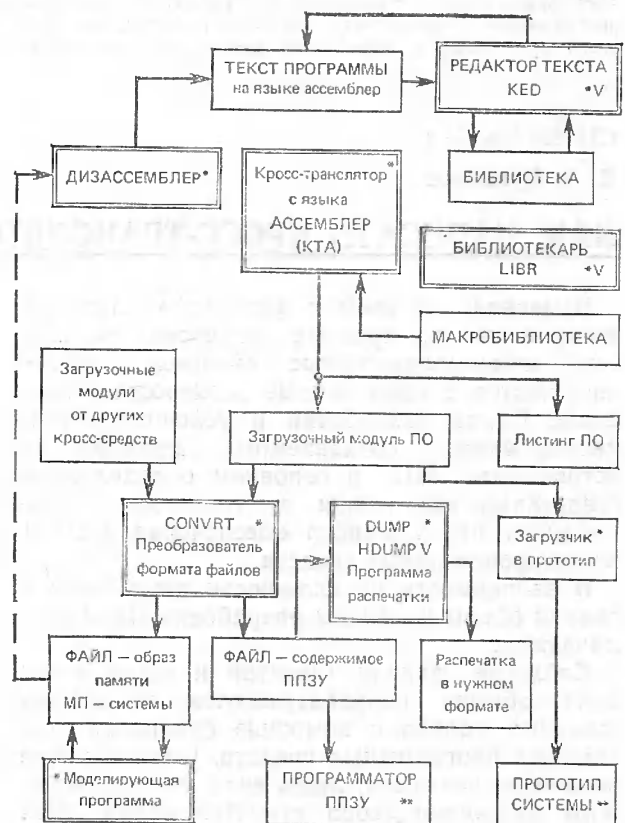 ТЕКСТ ПРОГРАММЫ
на языке ассемблер
РЕДАКТОР ТЕКСТА
KED *V
ДИЗАССЕМБЛЕР*
Кросс-транслятор*
с языка
АССЕМБЛЕР
(КТА)
БИБЛИОТЕКА
БИБЛИОТЕКАРЬ
LIBR *V
МАКРОБИБЛИОТЕКА
Загрузочные
модули
от других
кросс-средств
Загрузочный модуль ПО
Листинг ПО
CONVRT *
Преобразователь
формата файлов
DUMP *
HDUMP V
Программа
распечатки
Загрузчик*
в прототип
ФАЙЛ – образ
памяти
МП – системы
ФАЙЛ – содержимое
ППЗУ
Распечатка
в нужном
формате
* Моделирующая
программа
ПРОГРАММАТОР
ППЗУ **
ПРОТОТИП
СИСТЕМЫ **